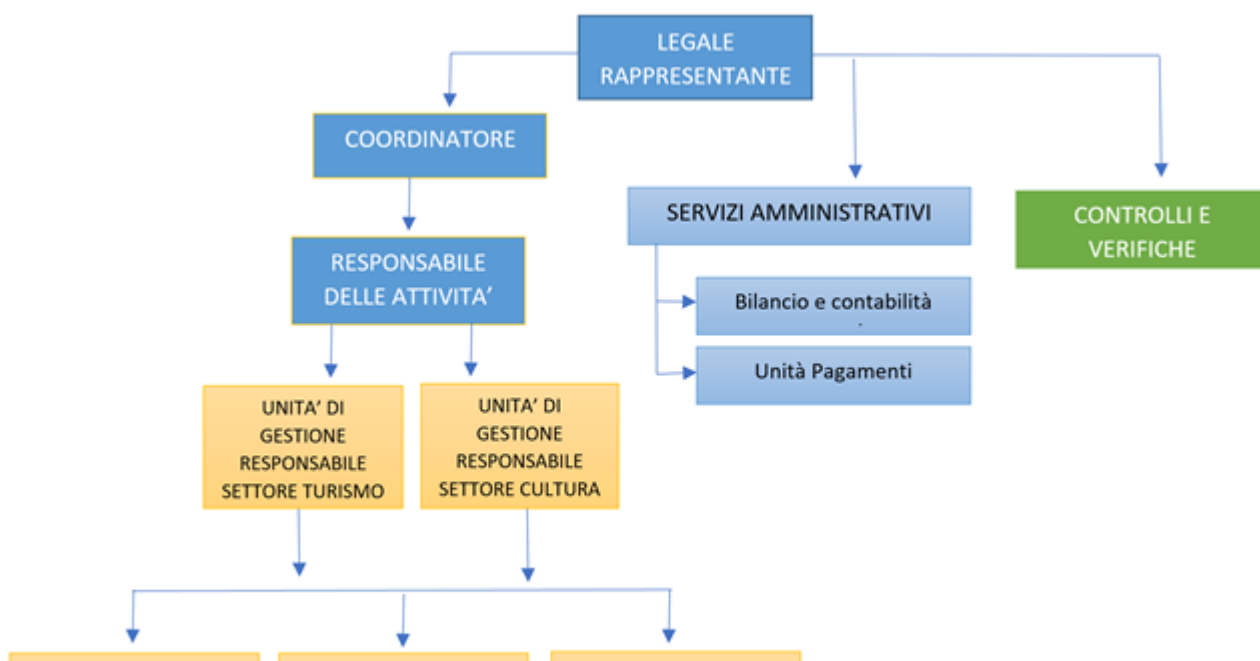 LEGALE
RAPPRESENTANTE
COORDINATORE
SERVIZI AMMINISTRATIVI
CONTROLLI E
VERIFICHE
RESPONSABILE
DELLE ATTIVITA’
Bilancio e contabilità
.
Unità Pagamenti
UNITA’ DI
GESTIONE
RESPONSABILE
SETTORE TURISMO
UNITA’ DI
GESTIONE
RESPONSABILE
SETTORE CULTURA